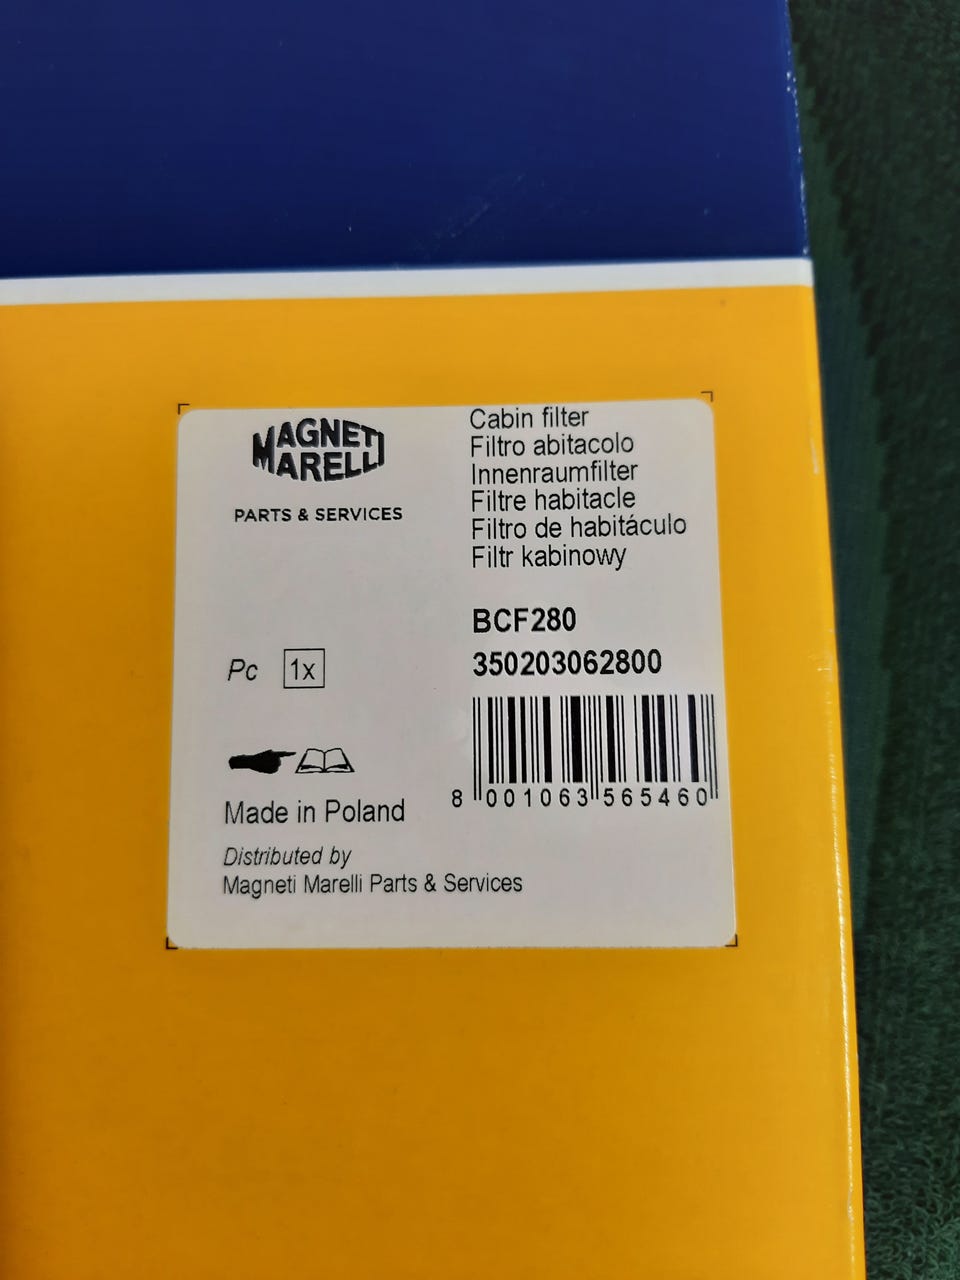 MAGNETI
MARELLI
PARTS & SERVICES
Cabin filter
Filtro abitacolo
Innenraumfilter
Filtre habitacle
Filtro de habitáculo
Filtr kabinowy
BCF280
350203062800
Pc 1x
8 001063 565460
Made in Poland
Distributed by
Magneti Marelli Parts & Services